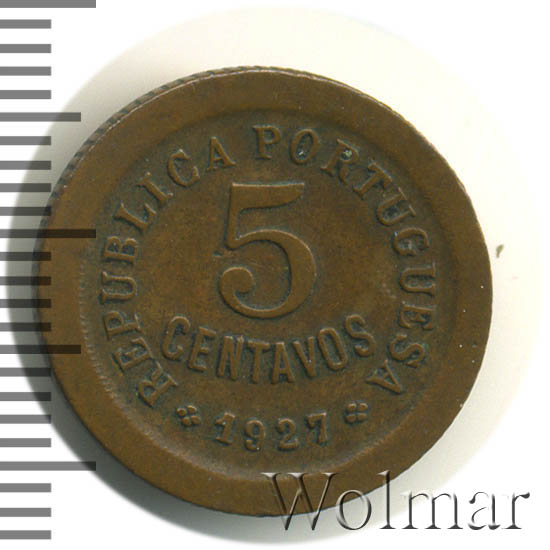 REPUBLICA PORTUGUESA
5
CENTAVOS
1927
Wolmar